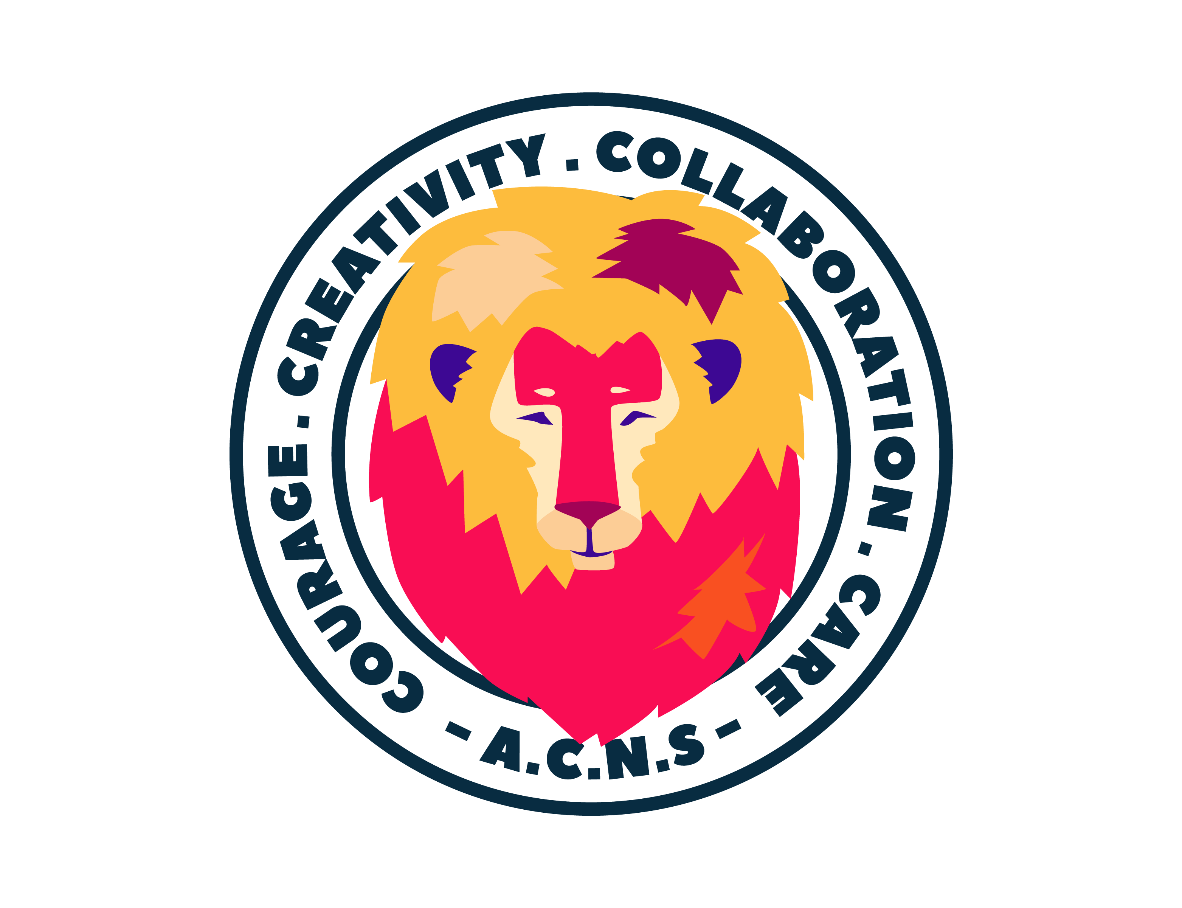 COURAGE . CREATIVITY . COLLABORATION . CARE
- A.C.N.S -